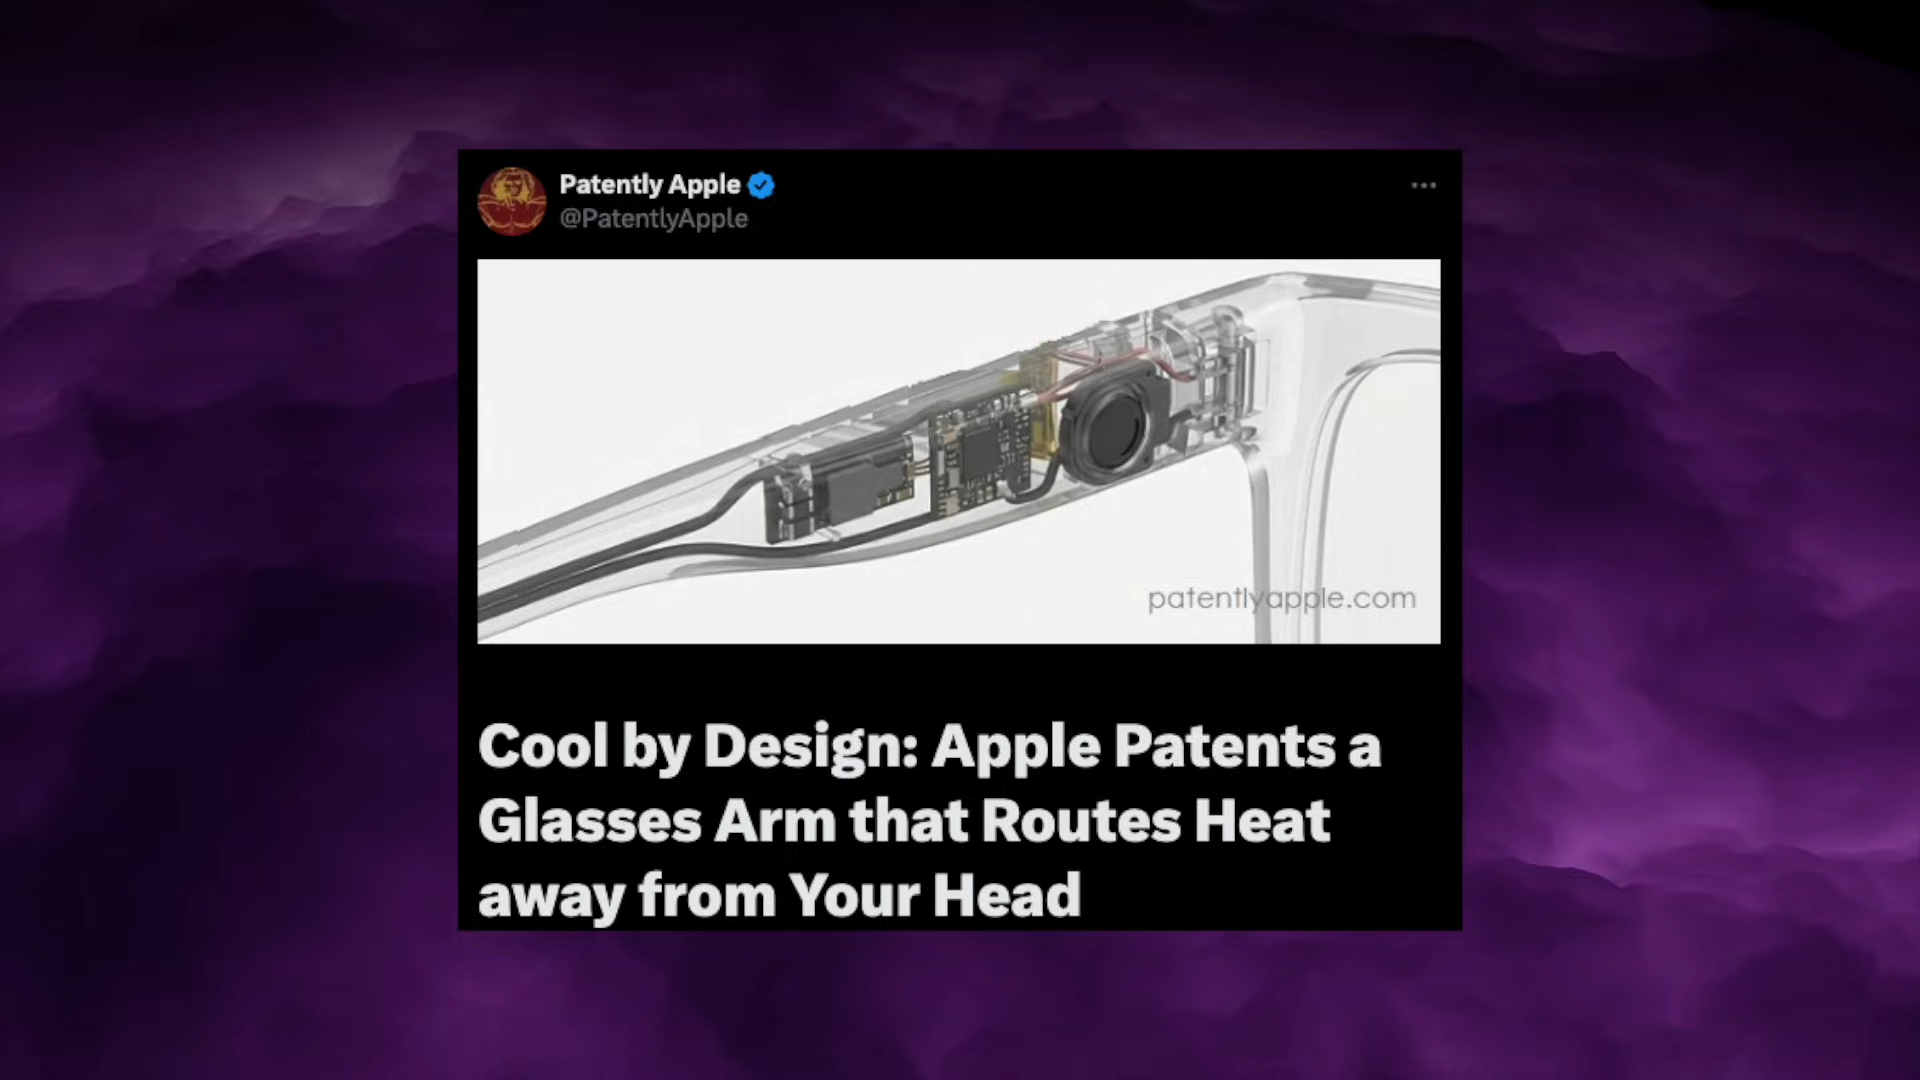 Patently Apple
@PatentlyApple
patentlyapple.com
Cool by Design: Apple Patents a
Glasses Arm that Routes Heat
away from Your Head